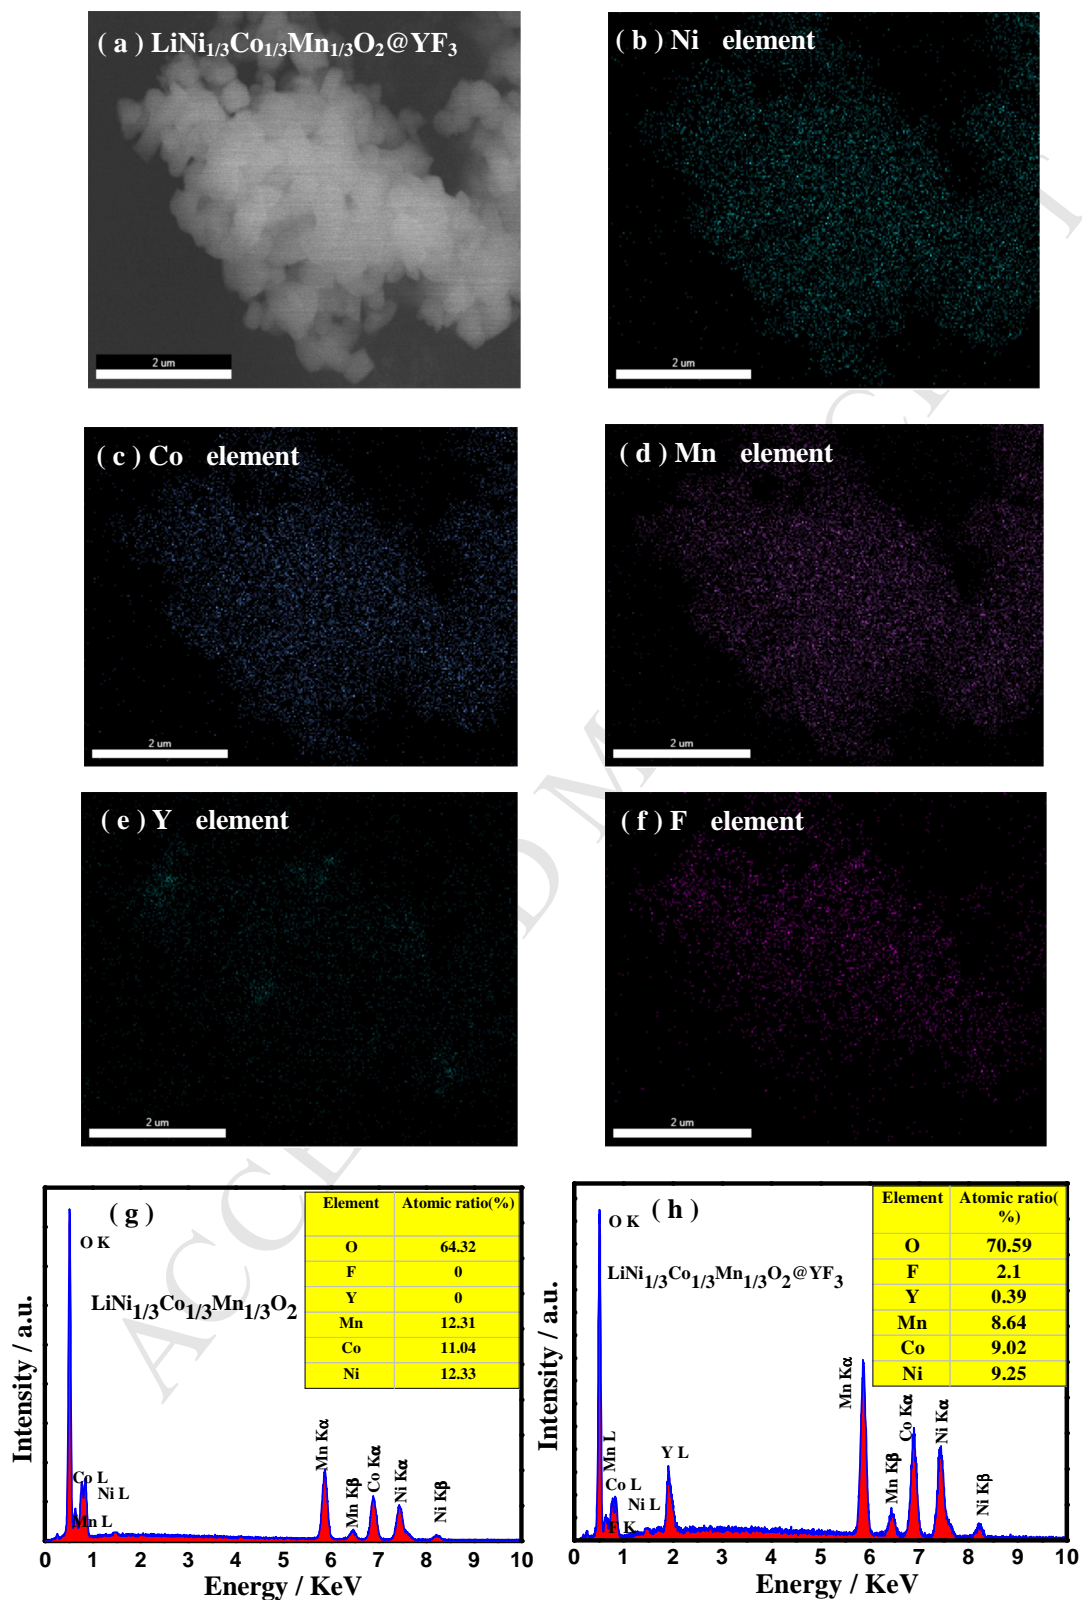 ( a ) LiNi1/3Co1/3Mn1/3O2@YF3
2 um
( b ) Ni element
2 um
( c ) Co element
2 um
( d ) Mn element
2 um
( e ) Y element
2 um
( f ) F element
2 um
( g )
O K
LiNi1/3Co1/3Mn1/3O2
Element Atomic ratio(%)
O 64.32
F 0
Y 0
Mn 12.31
Co 11.04
Ni 12.33
Co L
Ni L
Mn L
Mn Kα
Mn Kβ
Co Kα
Ni Kα
Ni Kβ
Intensity / a.u.
0 1 2 3 4 5 6 7 8 9 10
Energy / KeV
( h )
O K
LiNi1/3Co1/3Mn1/3O2@YF3
Element Atomic ratio(
%)
O 70.59
F 2.1
Y 0.39
Mn 8.64
Co 9.02
Ni 9.25
Mn L
Co L
Ni L
F K
Y L
Mn Kα
Mn Kβ
Co Kα
Ni Kα
Ni Kβ
Intensity / a.u.
0 1 2 3 4 5 6 7 8 9 10
Energy / KeV